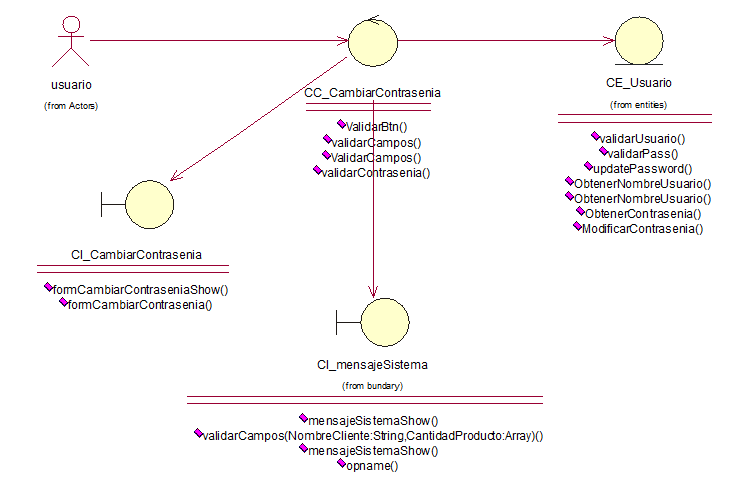 usuario
(from Actors)
CC_CambiarContrasenia
ValidarBtn()
validarCampos()
ValidarCampos()
validarContrasenia()
CE_Usuario
(from entities)
validarUsuario()
validarPass()
updatePassword()
ObtenerNombreUsuario()
ObtenerNombreUsuario()
ObtenerContrasenia()
ModificarContrasenia()
CI_CambiarContrasenia
formCambiarContraseniaShow()
formCambiarContrasenia()
CI_mensajeSistema
(from bundary)
mensajeSistemaShow()
validarCampos(NombreCliente:String,CantidadProducto:Array)()
mensajeSistemaShow()
opname()